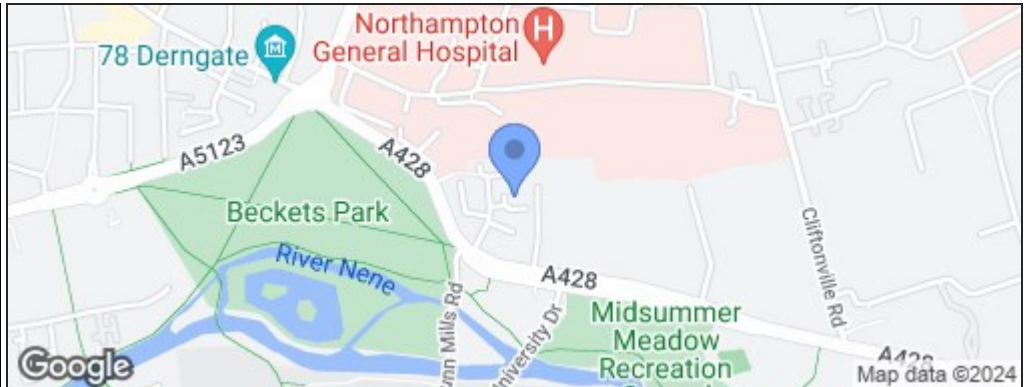 Northampton
General Hospital
H
78 Derngate
M
A5123
A428
Beckets Park
River Nene
A428
Cliftonville Rd
University Dr
Midsummer
Meadow
Recreation
Google
Map data ©2024